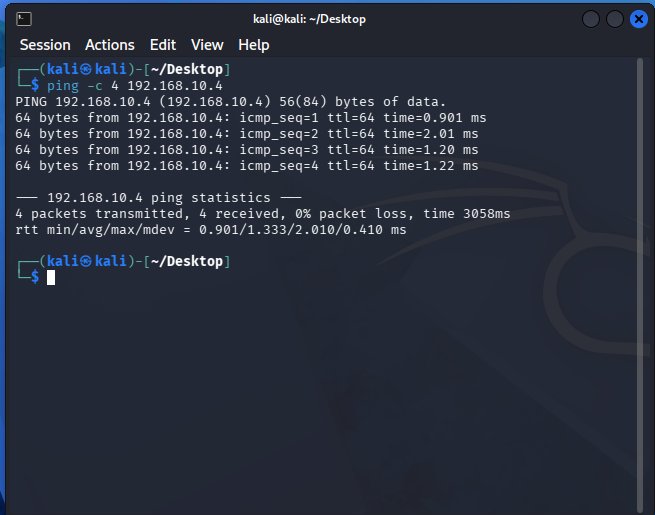 kali@kali: ~/Desktop
Session Actions Edit View Help
┌──(kali㉿kali)-[~/Desktop]
└─$ ping -c 4 192.168.10.4
PING 192.168.10.4 (192.168.10.4) 56(84) bytes of data.
64 bytes from 192.168.10.4: icmp_seq=1 ttl=64 time=0.901 ms
64 bytes from 192.168.10.4: icmp_seq=2 ttl=64 time=2.01 ms
64 bytes from 192.168.10.4: icmp_seq=3 ttl=64 time=1.20 ms
64 bytes from 192.168.10.4: icmp_seq=4 ttl=64 time=1.22 ms
--- 192.168.10.4 ping statistics ---
4 packets transmitted, 4 received, 0% packet loss, time 3058ms
rtt min/avg/max/mdev = 0.901/1.333/2.010/0.410 ms
┌──(kali㉿kali)-[~/Desktop]
└─$